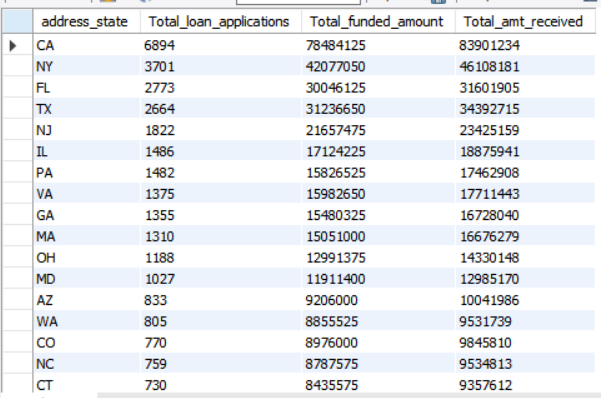 address_state Total_loan_applications Total_funded_amount Total_amt_received
CA 6894 78484125 83901234
NY 3701 42077050 46108181
FL 2773 30046125 31601905
TX 2664 31236650 34392715
NJ 1822 21657475 23425159
IL 1486 17124225 18875941
PA 1482 15826525 17462908
VA 1375 15982650 17711443
GA 1355 15480325 16728040
MA 1310 15051000 16676279
OH 1188 12991375 14330148
MD 1027 11911400 12985170
AZ 833 9206000 10041986
WA 805 8855525 9531739
CO 770 8976000 9845810
NC 759 8787575 9534813
CT 730 8435575 9357612